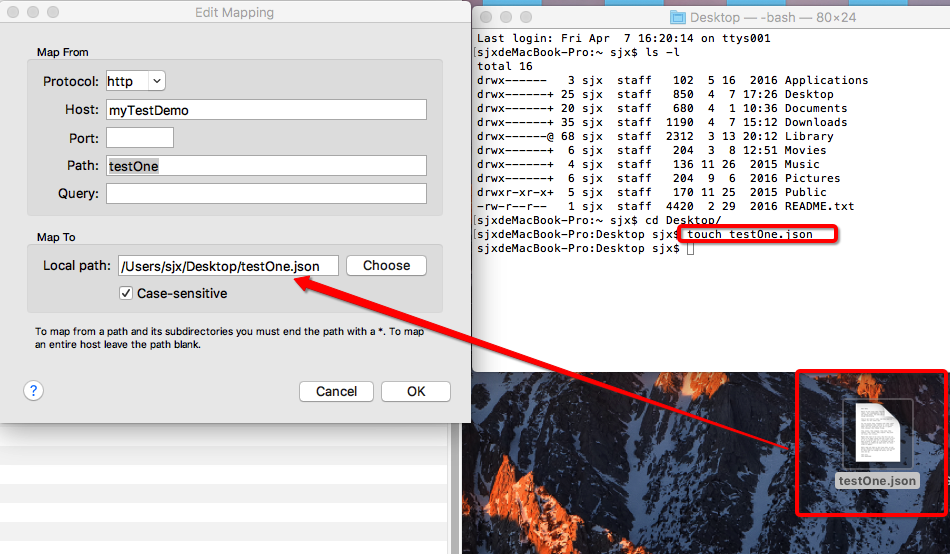 Edit Mapping
Map From
Protocol: http
Host: myTestDemo
Port:
Path: testOne
Query:
Map To
Local path: /Users/sjx/Desktop/testOne.json Choose
Case-sensitive
To map from a path and its subdirectories you must end the path with a *. To map
an entire host leave the path blank.
? Cancel OK
Desktop — -bash — 80×24
Last login: Fri Apr  7 16:20:14 on ttys001
[sjxdeMacBook-Pro:~ sjx$ ls -l
total 16
drwx------   3 sjx  staff   102  5 16  2016 Applications
drwx------+ 25 sjx  staff   850  4  7 17:26 Desktop
drwx------+ 20 sjx  staff   680  4  1 10:36 Documents
drwx------+ 35 sjx  staff  1190  4  7 15:12 Downloads
drwx------@ 68 sjx  staff  2312  3 13 20:12 Library
drwx------+  6 sjx  staff   204  3  8 12:51 Movies
drwx------+  4 sjx  staff   136 11 26  2015 Music
drwx------+  6 sjx  staff   204  9  6  2016 Pictures
drwxr-xr-x+  5 sjx  staff   170 11 25  2015 Public
-rw-r--r--   1 sjx  staff  4420  2 29  2016 README.txt
[sjxdeMacBook-Pro:~ sjx$ cd Desktop/
[sjxdeMacBook-Pro:Desktop sjx$ touch testOne.json
sjxdeMacBook-Pro:Desktop sjx$
testOne.json